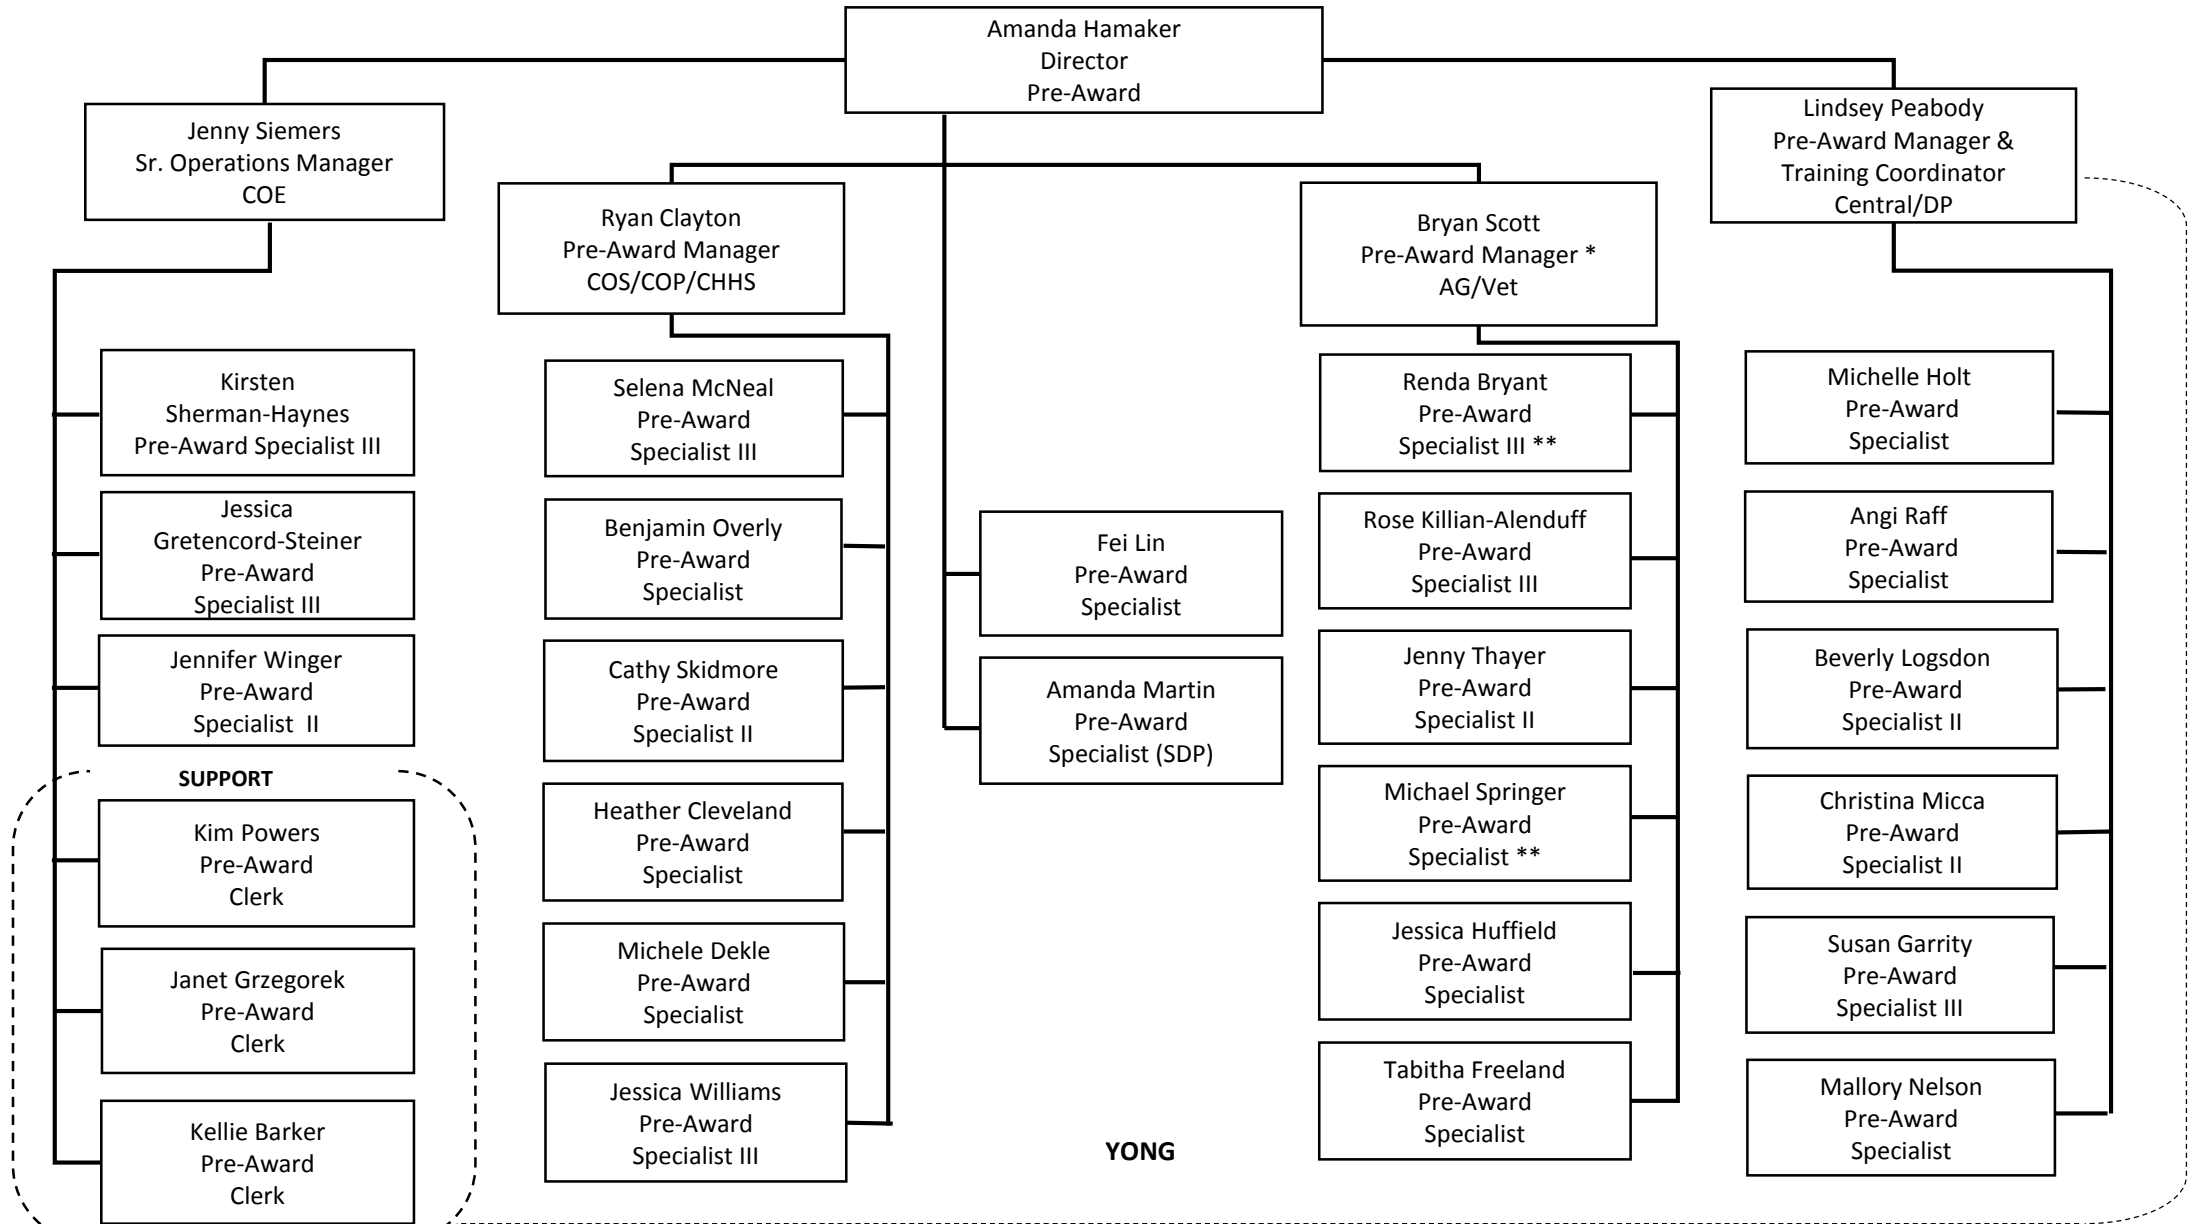 Amanda Hamaker
Director
Pre-Award
Jenny Siemers
Sr. Operations Manager
COE
Kirsten
Sherman-Haynes
Pre-Award Specialist III
Jessica
Gretencord-Steiner
Pre-Award
Specialist III
Jennifer Winger
Pre-Award
Specialist  II
SUPPORT
Kim Powers
Pre-Award
Clerk
Janet Grzegorek
Pre-Award
Clerk
Kellie Barker
Pre-Award
Clerk
Ryan Clayton
Pre-Award Manager
COS/COP/CHHS
Selena McNeal
Pre-Award
Specialist III
Benjamin Overly
Pre-Award
Specialist
Cathy Skidmore
Pre-Award
Specialist II
Heather Cleveland
Pre-Award
Specialist
Michele Dekle
Pre-Award
Specialist
Jessica Williams
Pre-Award
Specialist III
Fei Lin
Pre-Award
Specialist
Amanda Martin
Pre-Award
Specialist (SDP)
YONG
Bryan Scott
Pre-Award Manager *
AG/Vet
Renda Bryant
Pre-Award
Specialist III **
Rose Killian-Alenduff
Pre-Award
Specialist III
Jenny Thayer
Pre-Award
Specialist II
Michael Springer
Pre-Award
Specialist **
Jessica Huffield
Pre-Award
Specialist
Tabitha Freeland
Pre-Award
Specialist
Lindsey Peabody
Pre-Award Manager &
Training Coordinator
Central/DP
Michelle Holt
Pre-Award
Specialist
Angi Raff
Pre-Award
Specialist
Beverly Logsdon
Pre-Award
Specialist II
Christina Micca
Pre-Award
Specialist II
Susan Garrity
Pre-Award
Specialist III
Mallory Nelson
Pre-Award
Specialist